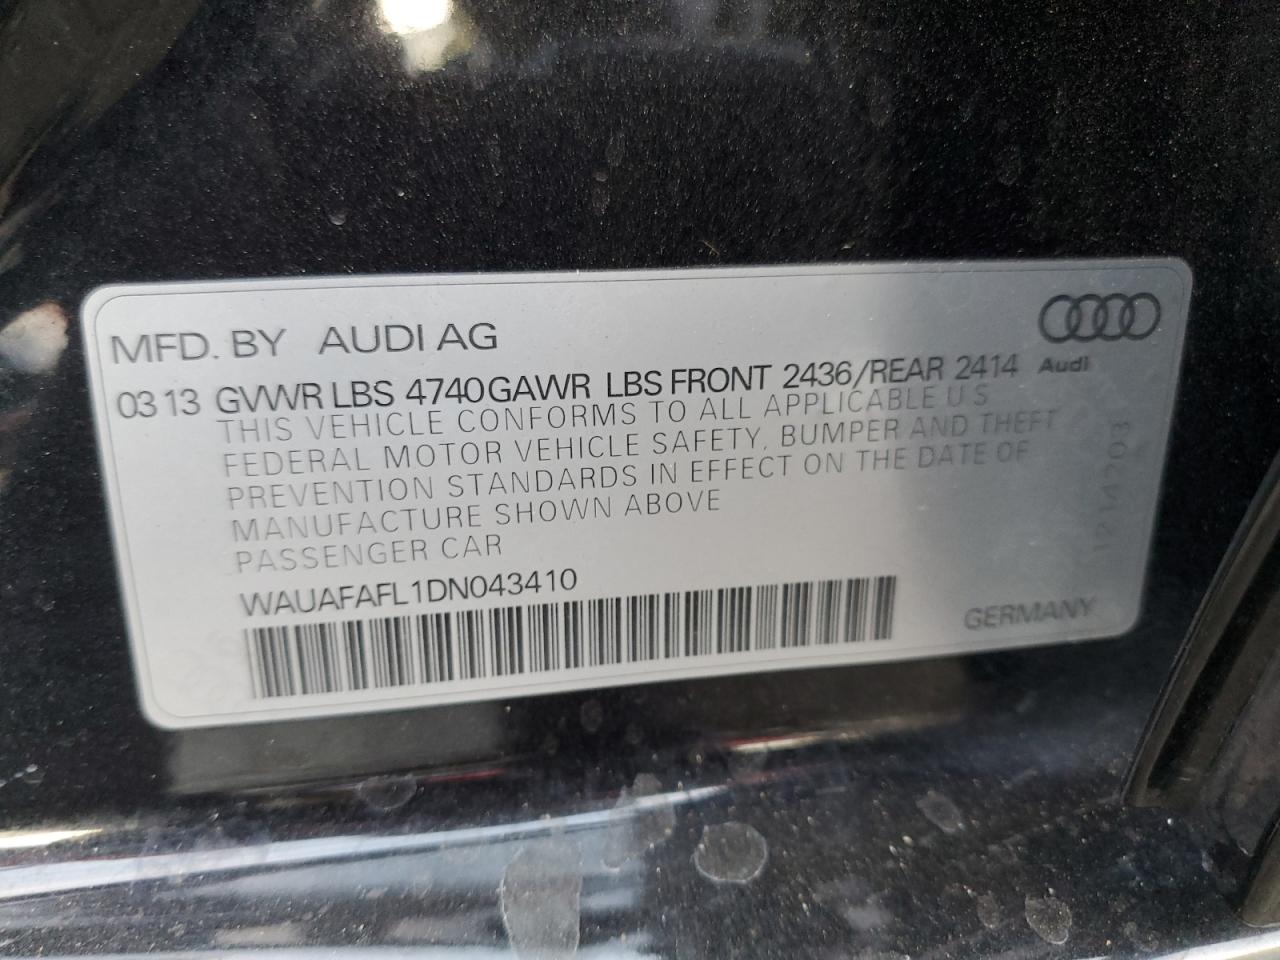 MFD. BY AUDI AG
Audi
03 13 GVWR LBS 4740 GAWR LBS FRONT 2436/REAR 2414
THIS VEHICLE CONFORMS TO ALL APPLICABLE U S
FEDERAL MOTOR VEHICLE SAFETY, BUMPER AND THEFT
PREVENTION STANDARDS IN EFFECT ON THE DATE OF
MANUFACTURE SHOWN ABOVE
PASSENGER CAR
WAUAFAFL1DN043410
GERMANY